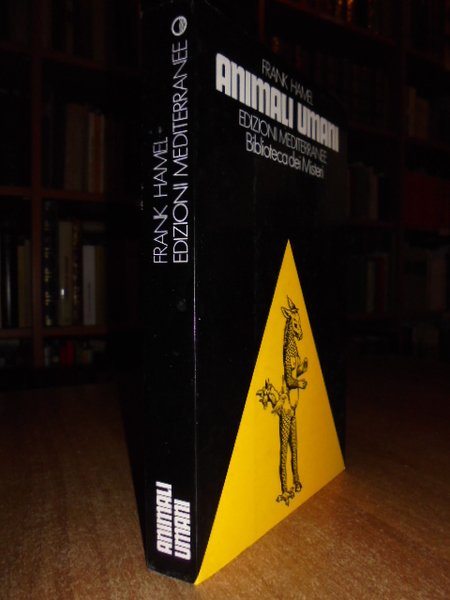 FRANK HAMEL
ANIMALI UMANI
EDIZIONI MEDITERRANEE
Biblioteca dei Misteri
FRANK HAMEL -
EDIZIONI MEDITERRANEE
ANIMALI
UMANI